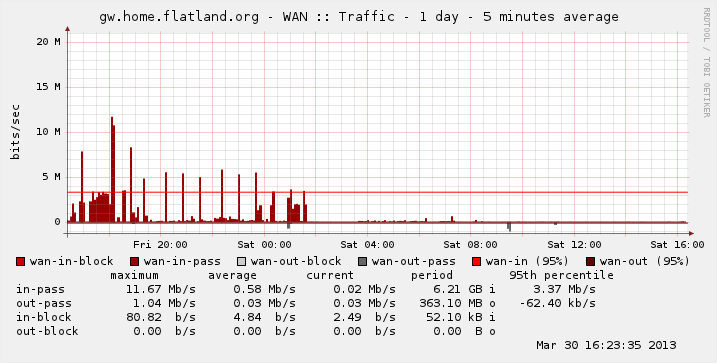 gw.home.flatland.org - WAN :: Traffic - 1 day - 5 minutes average
RRDTOOL / TOBI OETIKER
bits/sec
20 M
15 M
10 M
5 M
0
Fri 20:00 Sat 00:00 Sat 04:00 Sat 08:00 Sat 12:00 Sat 16:00
wan-in-block wan-in-pass wan-out-block wan-out-pass wan-in (95%) wan-out (95%)
maximum average current period 95th percentile
in-pass 11.67 Mb/s 0.58 Mb/s 0.02 Mb/s 6.21 GB i 3.37 Mb/s
out-pass 1.04 Mb/s 0.03 Mb/s 0.03 Mb/s 363.10 MB o -62.40 kb/s
in-block 80.82 b/s 4.84 b/s 2.49 b/s 52.10 kB i
out-block 0.00 b/s 0.00 b/s 0.00 b/s 0.00 B o
Mar 30 16:23:35 2013